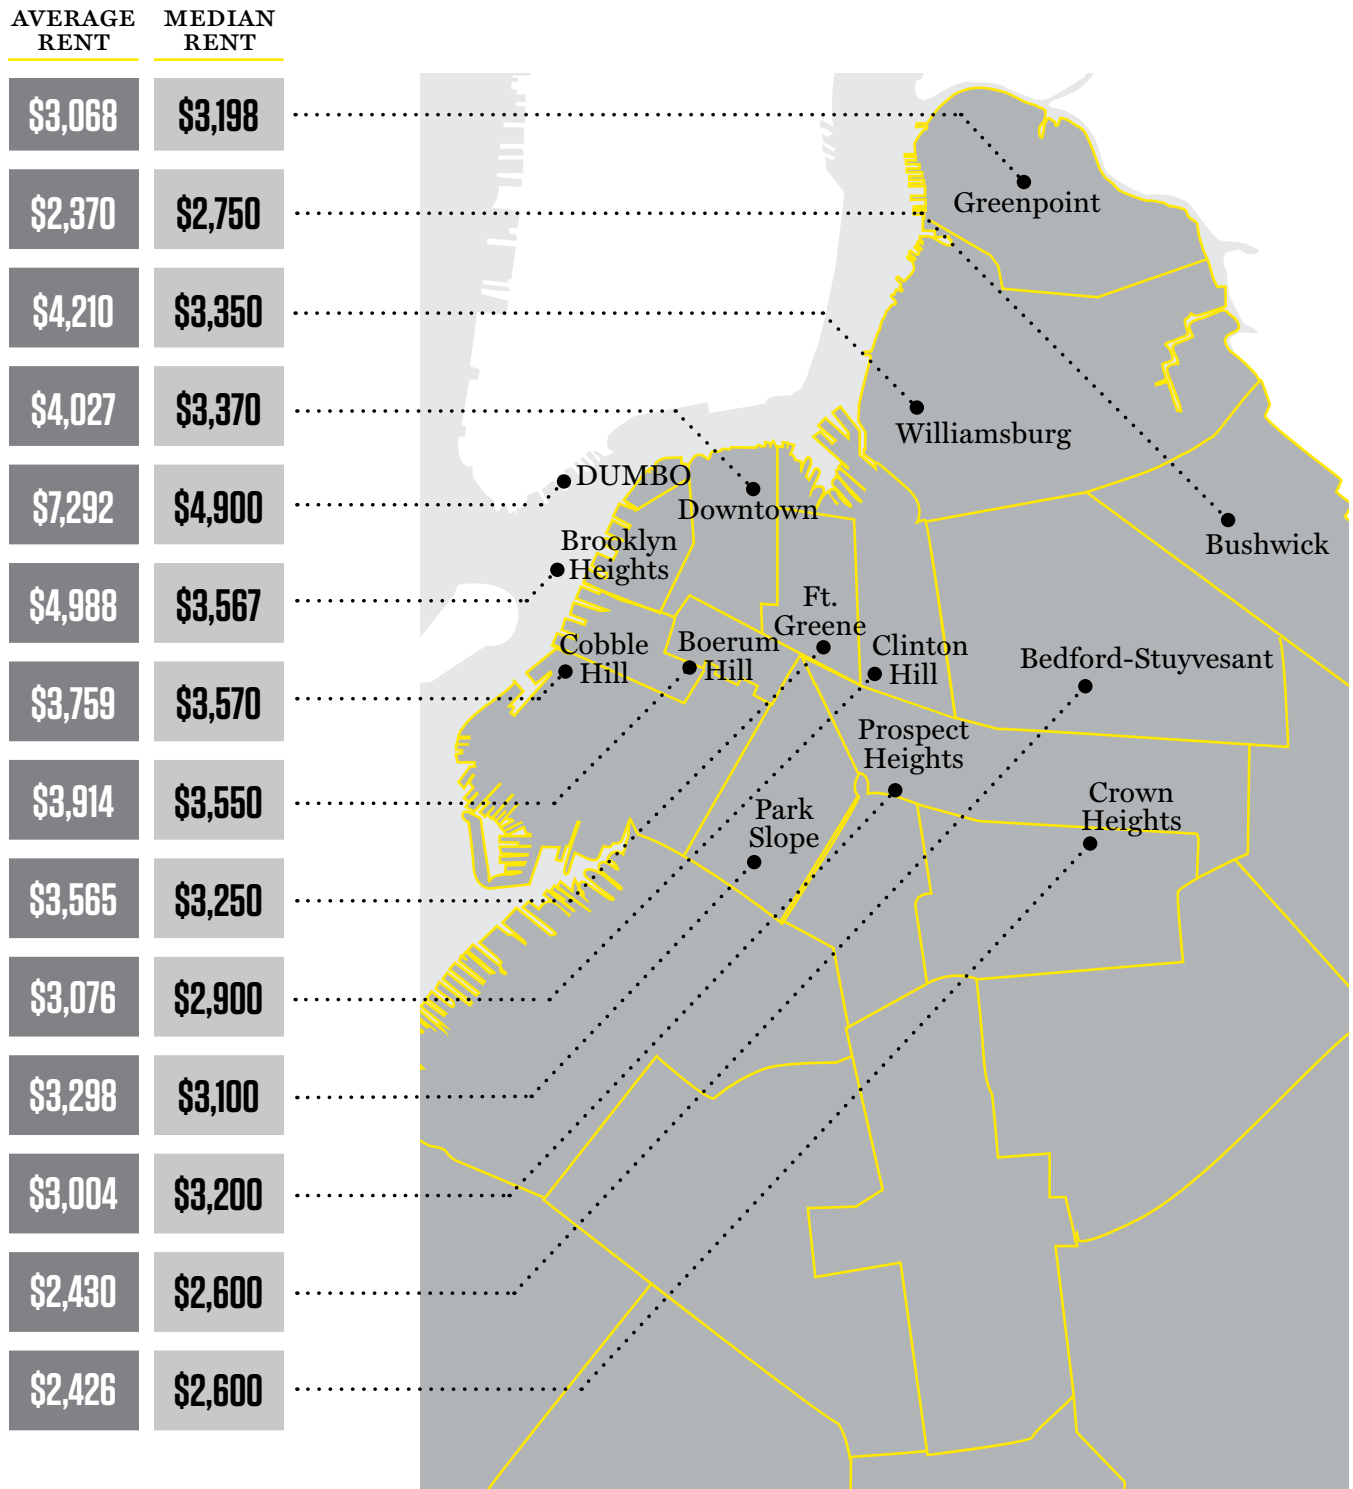 AVERAGE
RENT
MEDIAN
RENT
$3,068 $3,198
$2,370 $2,750
$4,210 $3,350
$4,027 $3,370
$7,292 $4,900
$4,988 $3,567
$3,759 $3,570
$3,914 $3,550
$3,565 $3,250
$3,076 $2,900
$3,298 $3,100
$3,004 $3,200
$2,430 $2,600
$2,426 $2,600
Greenpoint
Williamsburg
DUMBO
Downtown
Bushwick
Brooklyn
Heights
Ft.
Greene
Cobble
Hill
Boerum
Hill
Clinton
Hill
Bedford-Stuyvesant
Prospect
Heights
Park
Slope
Crown
Heights